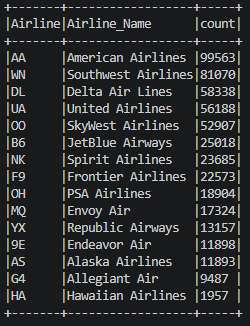 +-------+------------------+-----+
|Airline|Airline_Name      |count|
+-------+------------------+-----+
|AA     |American Airlines |99563|
|WN     |Southwest Airlines|81070|
|DL     |Delta Air Lines   |58338|
|UA     |United Airlines   |56188|
|OO     |SkyWest Airlines  |52907|
|B6     |JetBlue Airways   |25018|
|NK     |Spirit Airlines   |23685|
|F9     |Frontier Airlines |22573|
|OH     |PSA Airlines      |18904|
|MQ     |Envoy Air         |17324|
|YX     |Republic Airways  |13157|
|9E     |Endeavor Air      |11898|
|AS     |Alaska Airlines   |11893|
|G4     |Allegiant Air     |9487 |
|HA     |Hawaiian Airlines |1957 |
+-------+------------------+-----+